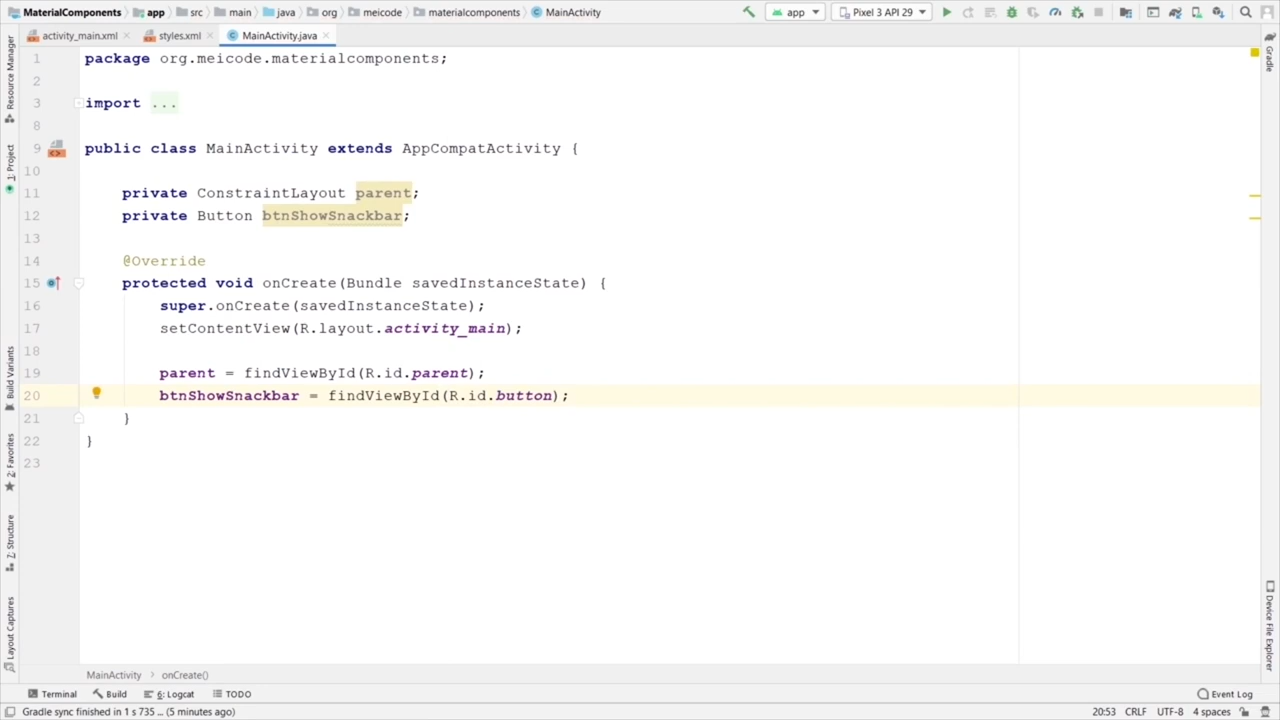 MaterialComponents app src main java org meicode materialcomponents MainActivity app Pixel 3 API 29
activity_main.xml styles.xml MainActivity.java
Resource Manager
1: Project
Build Variants
2: Favorites
7: Structure
Layout Captures
1 package org.meicode.materialcomponents;
2
3 import ...
8
9 public class MainActivity extends AppCompatActivity {
10
11 private ConstraintLayout parent;
12 private Button btnShowSnackbar;
13
14 @Override
15 protected void onCreate(Bundle savedInstanceState) {
16 super.onCreate(savedInstanceState);
17 setContentView(R.layout.activity_main);
18
19 parent = findViewById(R.id.parent);
20 btnShowSnackbar = findViewById(R.id.button);
21 }
22 }
23
Gradle
Device File Explorer
MainActivity onCreate()
Terminal Build 6: Logcat TODO Event Log
Gradle sync finished in 1 s 735 ... (5 minutes ago) 20:53 CRLF UTF-8 4 spaces